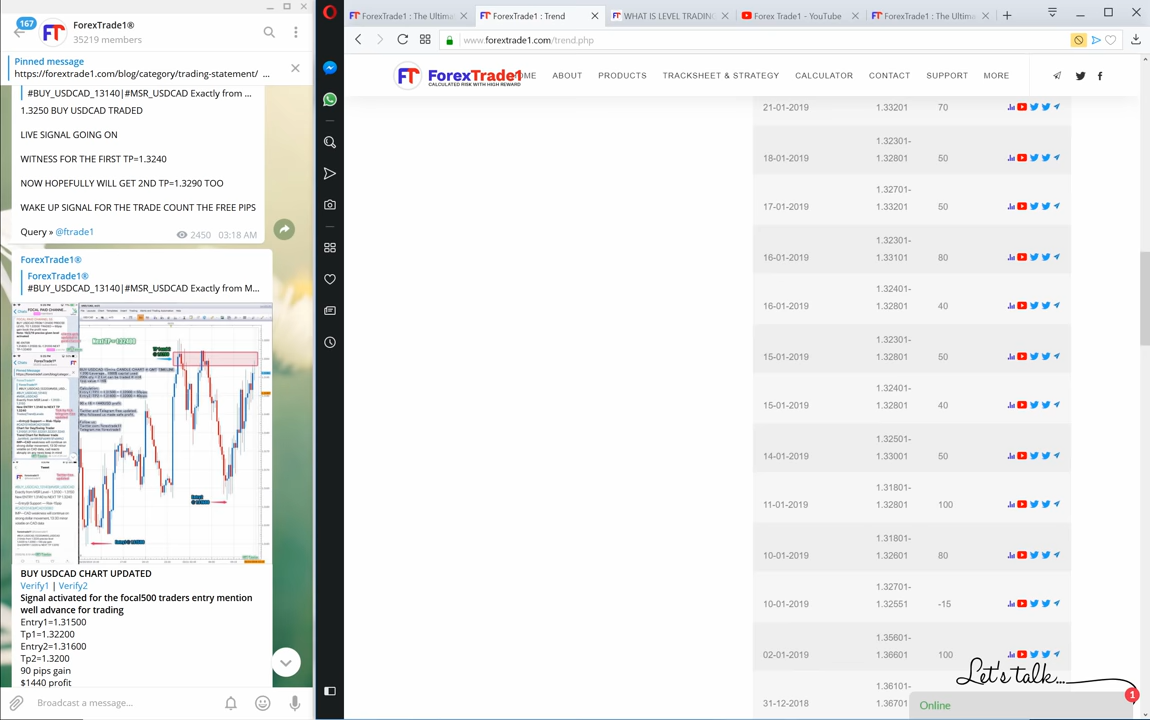 167
ForexTrade1®
35219 members
Pinned message
https://forextrade1.com/blog/category/trading-statement/ ...
#BUY_USDCAD_13140|#MSR_USDCAD Exactly from ...
1.3250 BUY USDCAD TRADED
LIVE SIGNAL GOING ON
WITNESS FOR THE FIRST TP=1.3240
NOW HOPEFULLY WILL GET 2ND TP=1.3290 TOO
WAKE UP SIGNAL FOR THE TRADE COUNT THE FREE PIPS
Query » @ftrade1
2450 03:18 AM
ForexTrade1®
ForexTrade1®
#BUY_USDCAD_13140|#MSR_USDCAD Exactly from M...
BUY USDCAD CHART UPDATED
Verify1 | Verify2
Signal activated for the focal500 traders entry mention
well advance for trading
Entry1=1.31500
Tp1=1.32200
Entry2=1.31600
Tp2=1.3200
90 pips gain
$1440 profit
Broadcast a message...
ForexTrade1 : The Ultima
ForexTrade1 : Trend
WHAT IS LEVEL TRADIN
Forex Trade1 - YouTube
ForexTrade1 : The Ultima
www.forextrade1.com/trend.php
FT ForexTrade1
CALCULATED RISK WITH HIGH REWARD
OME ABOUT PRODUCTS TRACKSHEET & STRATEGY CALCULATOR CONTACT SUPPORT MORE
21-01-2019 1.33201 70
1.32301-
18-01-2019 1.32801 50
1.32701-
17-01-2019 1.33201 50
1.32301-
16-01-2019 1.33101 80
1.32401-
16-01-2019 1.32801 40
1.32301-
15-01-2019 1.32801 50
1.32401-
15-01-2019 1.32801 40
1.32501-
14-01-2019 1.33001 50
1.31801-
11-01-2019 1.32801 100
1.31801-
10-01-2019 1.32601 80
1.32701-
10-01-2019 1.32551 -15
1.35601-
02-01-2019 1.36601 100
1.36101-
31-12-2018 1.36701
Let's talk...
1
Online